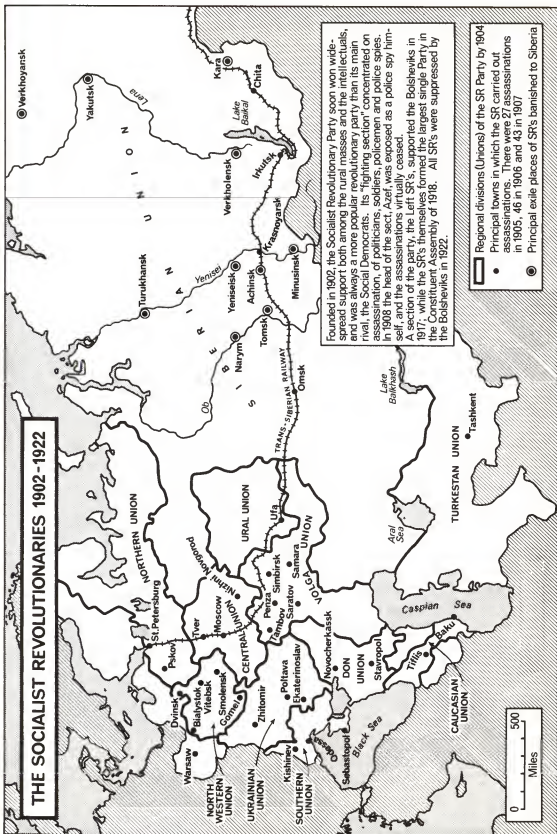 THE SOCIALIST REVOLUTIONARIES 1902–1922
Verkhoyansk
Yakutsk
Lena
Turukhansk
Yenisei
SIBERIAN UNION
Lake
Baikal
Kara
Chita
Verkholensk
Irkutsk
Krasnoyarsk
Yeniseisk
Achinsk
Minusinsk
Narym
Tomsk
Ob
TRANS-SIBERIAN RAILWAY
Omsk
NORTHERN UNION
URAL UNION
Ufa
St.Petersburg
Pskov
Tver
Moscow
Nizhni Novgorod
CENTRAL UNION
Dvinsk
Bialystok
Vitebsk
Smolensk
Gomel
Warsaw
NORTH
WESTERN
UNION
Zhitomir
UKRAINIAN
UNION
Poltava
Ekaterinoslav
Kishinev
SOUTHERN
UNION
Odessa
Sebastopol
Black Sea
Penza
Tambov
Simbirsk
Saratov
Samara
VOLGA UNION
Novocherkassk
DON
UNION
Stavropol
Tiflis
Baku
CAUCASIAN
UNION
Caspian Sea
Aral
Sea
Lake
Balkhash
TURKESTAN UNION
Tashkent
0
500
Miles
Founded in 1902, the Socialist Revolutionary Party soon won wide-
spread support both among the rural masses and the intellectuals,
and was always a more popular revolutionary party than its main
rival, the Social Democrats. Its "fighting section" concentrated on
assassination, of politicians, soldiers, policemen and police spies.
In 1908 the head of the sect, Azef, was exposed as a police spy him-
self, and the assassinations virtually ceased.
A section of the party, the Left SR's, supported the Bolsheviks in
1917; while the SR's themselves formed the largest single Party in
the Constituent Assembly of 1918. All SR's were suppressed by
the Bolsheviks in 1922.
Regional divisions (Unions) of the SR Party by 1904
Principal towns in which the SR carried out
assassinations. There were 27 assassinations
in 1905, 46 in 1906 and 43 in 1907
Principal exile places of SR's banished to Siberia